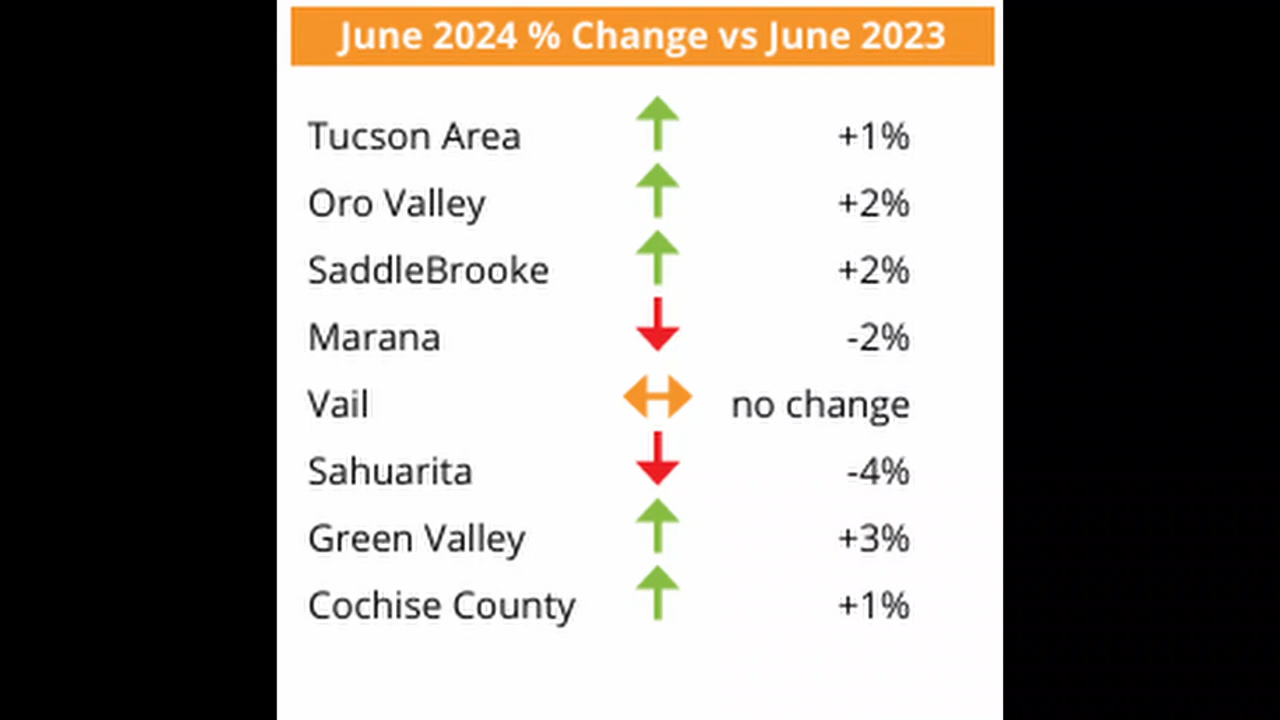 June 2024 % Change vs June 2023
Tucson Area +1%
Oro Valley +2%
SaddleBrooke +2%
Marana -2%
Vail no change
Sahuarita -4%
Green Valley +3%
Cochise County +1%